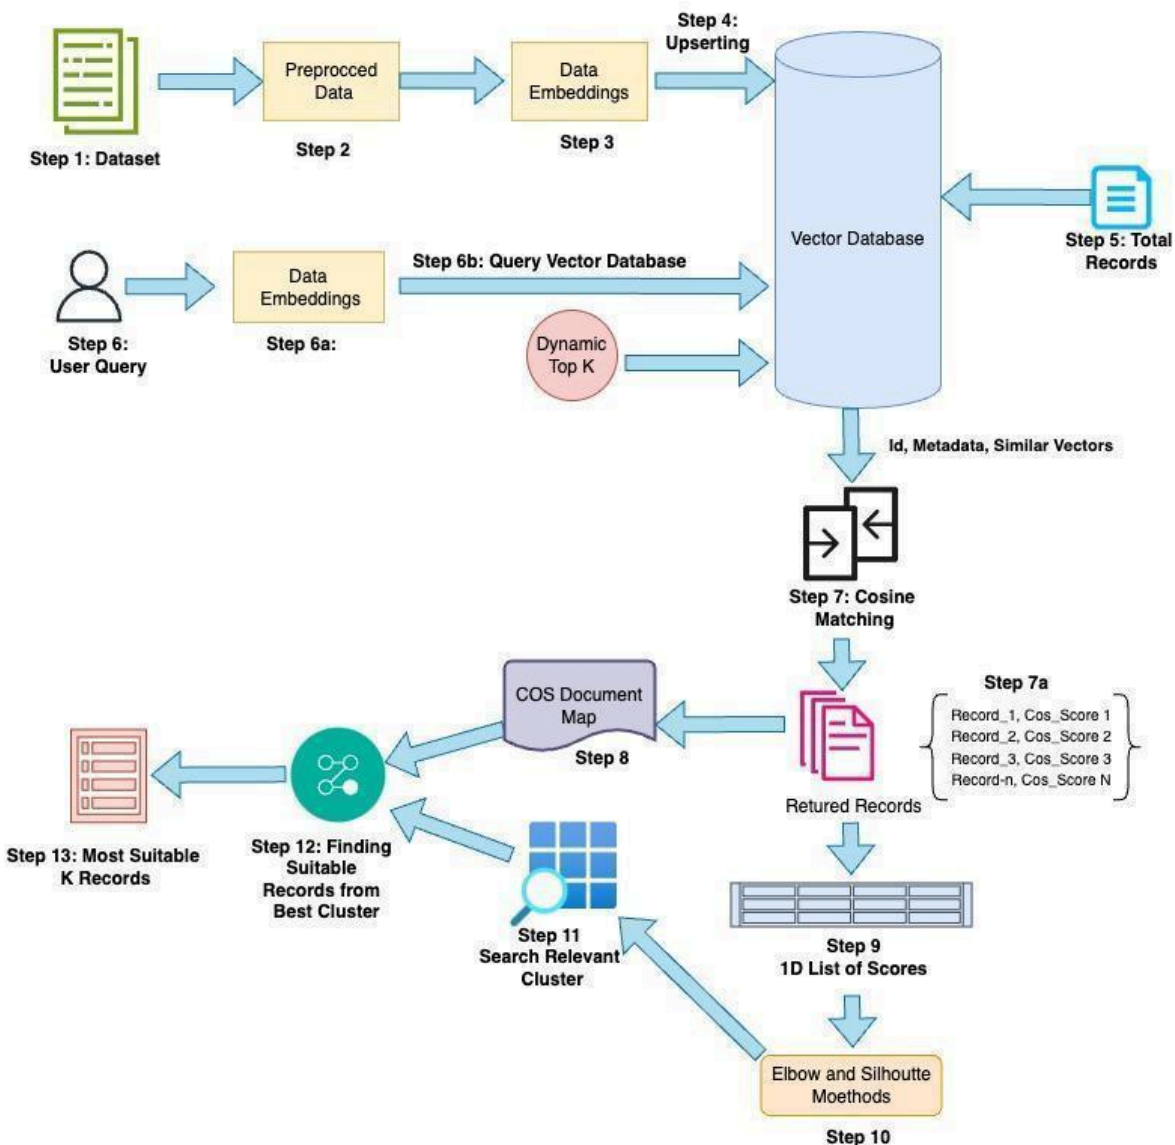 Step 1: Dataset
Preprocced
Data
Step 2
Data
Embeddings
Step 3
Step 4:
Upserting
Vector Database
Step 5: Total
Records
Step 6:
User Query
Data
Embeddings
Step 6a:
Step 6b: Query Vector Database
Dynamic
Top K
Id, Metadata, Similar Vectors
Step 7: Cosine
Matching
Step 7a
Record_1, Cos_Score 1
Record_2, Cos_Score 2
Record_3, Cos_Score 3
Record-n, Cos_Score N
Retured Records
COS Document
Map
Step 8
Step 9
1D List of Scores
Elbow and Silhoutte
Moethods
Step 10
Step 11
Search Relevant
Cluster
Step 12: Finding
Suitable
Records from
Best Cluster
Step 13: Most Suitable
K Records